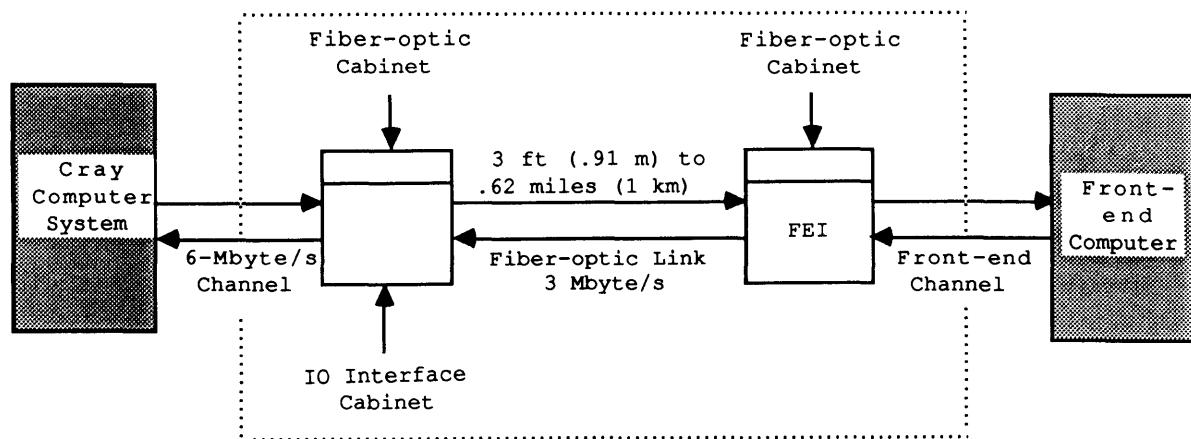 Fiber-optic
Cabinet
Fiber-optic
Cabinet
Cray
Computer
System
3 ft (.91 m) to
.62 miles (1 km)
FEI
Front-
end
Computer
6-Mbyte/s
Channel
Fiber-optic Link
3 Mbyte/s
Front-end
Channel
IO Interface
Cabinet